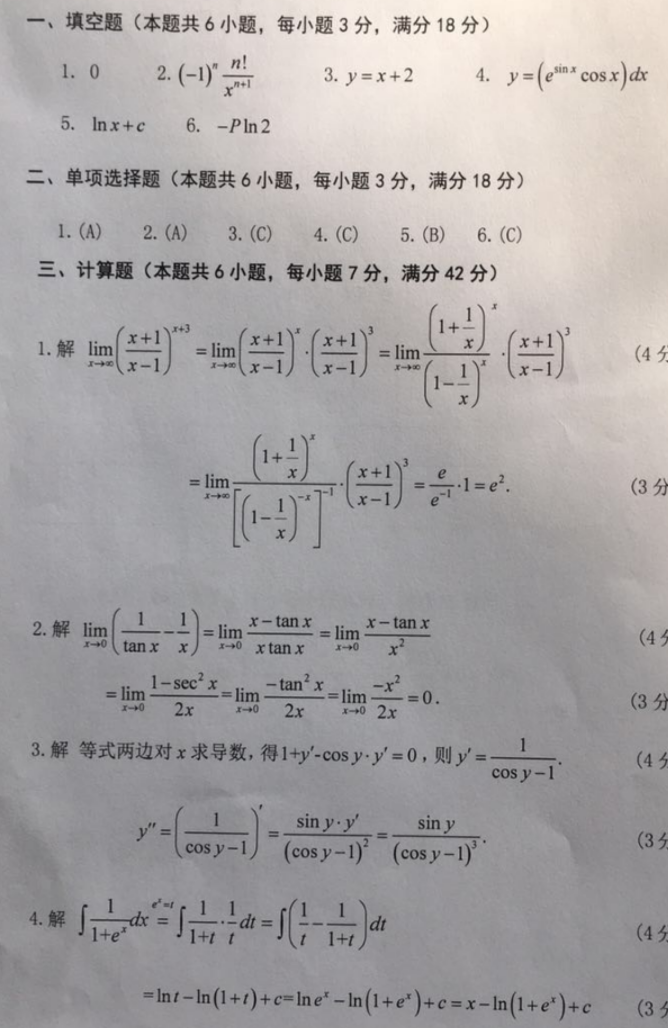 一、填空题（本题共 6 小题，每小题 3 分，满分 18 分）
1. 0  2. $(-1)^n \frac{n!}{x^{n+1}}$  3. $y=x+2$  4. $y=\left(e^{\sin x}\cos x\right)dx$
5. $\ln x+c$  6. $-P\ln 2$
二、单项选择题（本题共 6 小题，每小题 3 分，满分 18 分）
1. (A)  2. (A)  3. (C)  4. (C)  5. (B)  6. (C)
三、计算题（本题共 6 小题，每小题 7 分，满分 42 分）
1. 解 $\lim_{x\to\infty}\left(\frac{x+1}{x-1}\right)^{x+3}=\lim_{x\to\infty}\left(\frac{x+1}{x-1}\right)^{x}\cdot\left(\frac{x+1}{x-1}\right)^{3}=\lim_{x\to\infty}\frac{\left(1+\frac{1}{x}\right)^{x}}{\left(1-\frac{1}{x}\right)^{x}}\cdot\left(\frac{x+1}{x-1}\right)^{3}$ (4 分
$=\lim_{x\to\infty}\frac{\left(1+\frac{1}{x}\right)^{x}}{\left[\left(1-\frac{1}{x}\right)^{-x}\right]^{-1}}\cdot\left(\frac{x+1}{x-1}\right)^{3}=\frac{e}{e^{-1}}\cdot 1=e^{2}.$ (3 分
2. 解 $\lim_{x\to 0}\left(\frac{1}{\tan x}-\frac{1}{x}\right)=\lim_{x\to 0}\frac{x-\tan x}{x\tan x}=\lim_{x\to 0}\frac{x-\tan x}{x^{2}}$ (4 分
$=\lim_{x\to 0}\frac{1-\sec^{2}x}{2x}=\lim_{x\to 0}\frac{-\tan^{2}x}{2x}=\lim_{x\to 0}\frac{-x^{2}}{2x}=0.$ (3 分
3. 解 等式两边对 $x$ 求导数，得$1+y'-\cos y\cdot y'=0$，则 $y'=\frac{1}{\cos y-1}.$ (4 分
$y''=\left(\frac{1}{\cos y-1}\right)'=\frac{\sin y\cdot y'}{(\cos y-1)^{2}}=\frac{\sin y}{(\cos y-1)^{3}}.$ (3 分
4. 解 $\int\frac{1}{1+e^{x}}dx\overset{e^{x}=t}{=}\int\frac{1}{1+t}\cdot\frac{1}{t}dt=\int\left(\frac{1}{t}-\frac{1}{1+t}\right)dt$ (4 分
$=\ln t-\ln(1+t)+c=\ln e^{x}-\ln\left(1+e^{x}\right)+c=x-\ln\left(1+e^{x}\right)+c$ (3 分